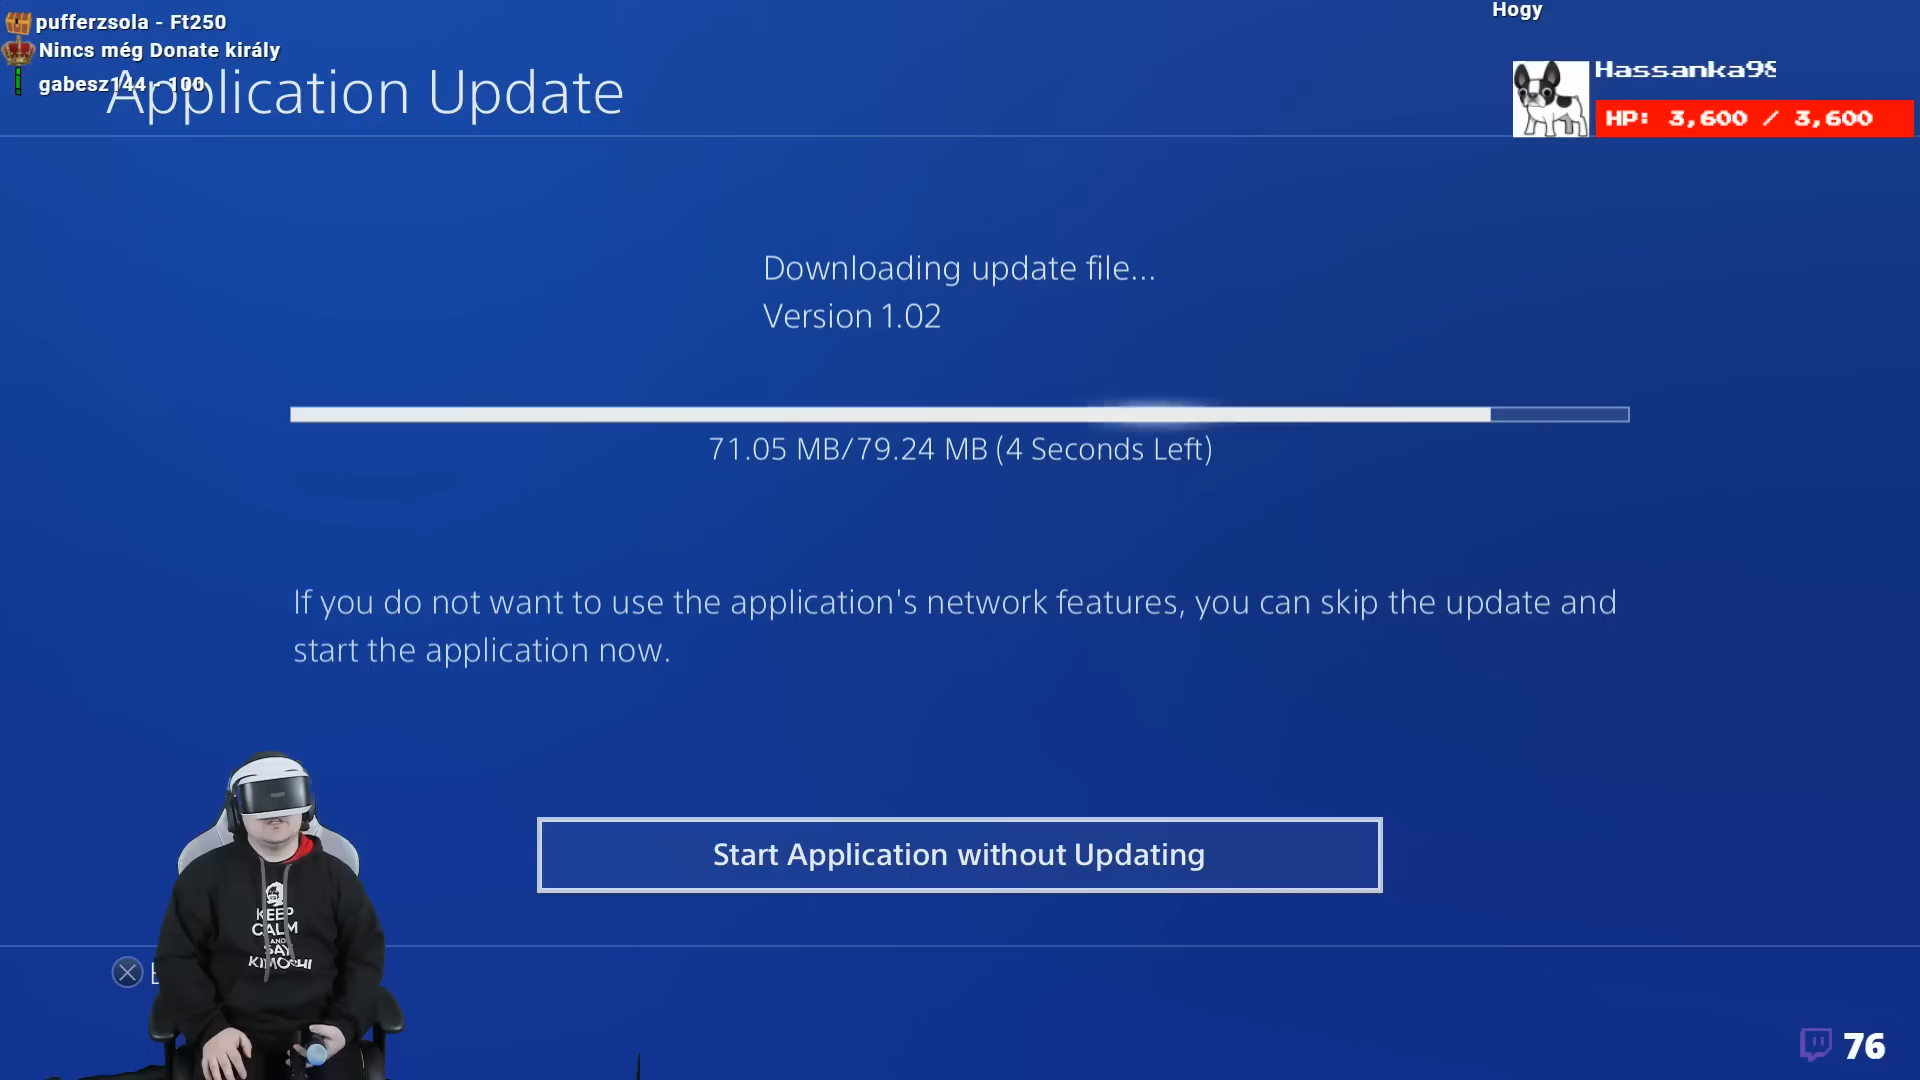 pufferzsola - Ft250
Nincs még Donate király
gabesz144 - 100
Application Update
Hogy
Hassanka98
HP: 3,600 / 3,600
Downloading update file...
Version 1.02
71.05 MB/79.24 MB (4 Seconds Left)
If you do not want to use the application's network features, you can skip the update and
start the application now.
Start Application without Updating
KEEP
CALM
AND
SAY
KIMOCHI
76